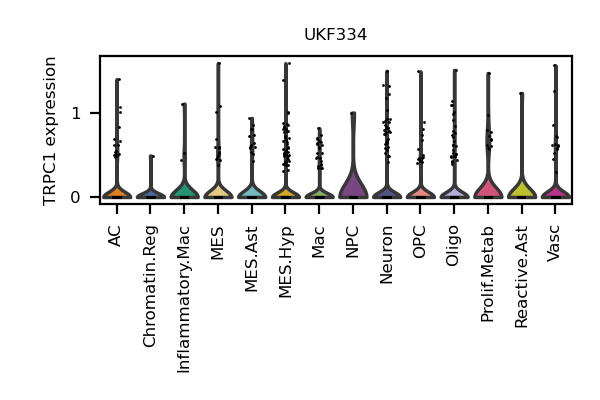 UKF334
TRPC1 expression
1
0
AC
Chromatin.Reg
Inflammatory.Mac
MES
MES.Ast
MES.Hyp
Mac
NPC
Neuron
OPC
Oligo
Prolif.Metab
Reactive.Ast
Vasc